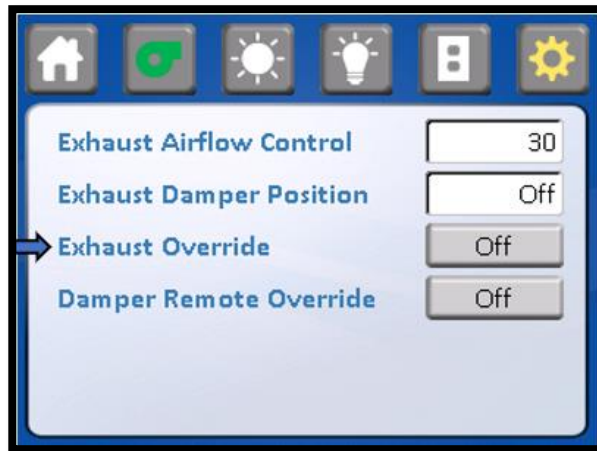 Exhaust Airflow Control 30
Exhaust Damper Position Off
Exhaust Override Off
Damper Remote Override Off